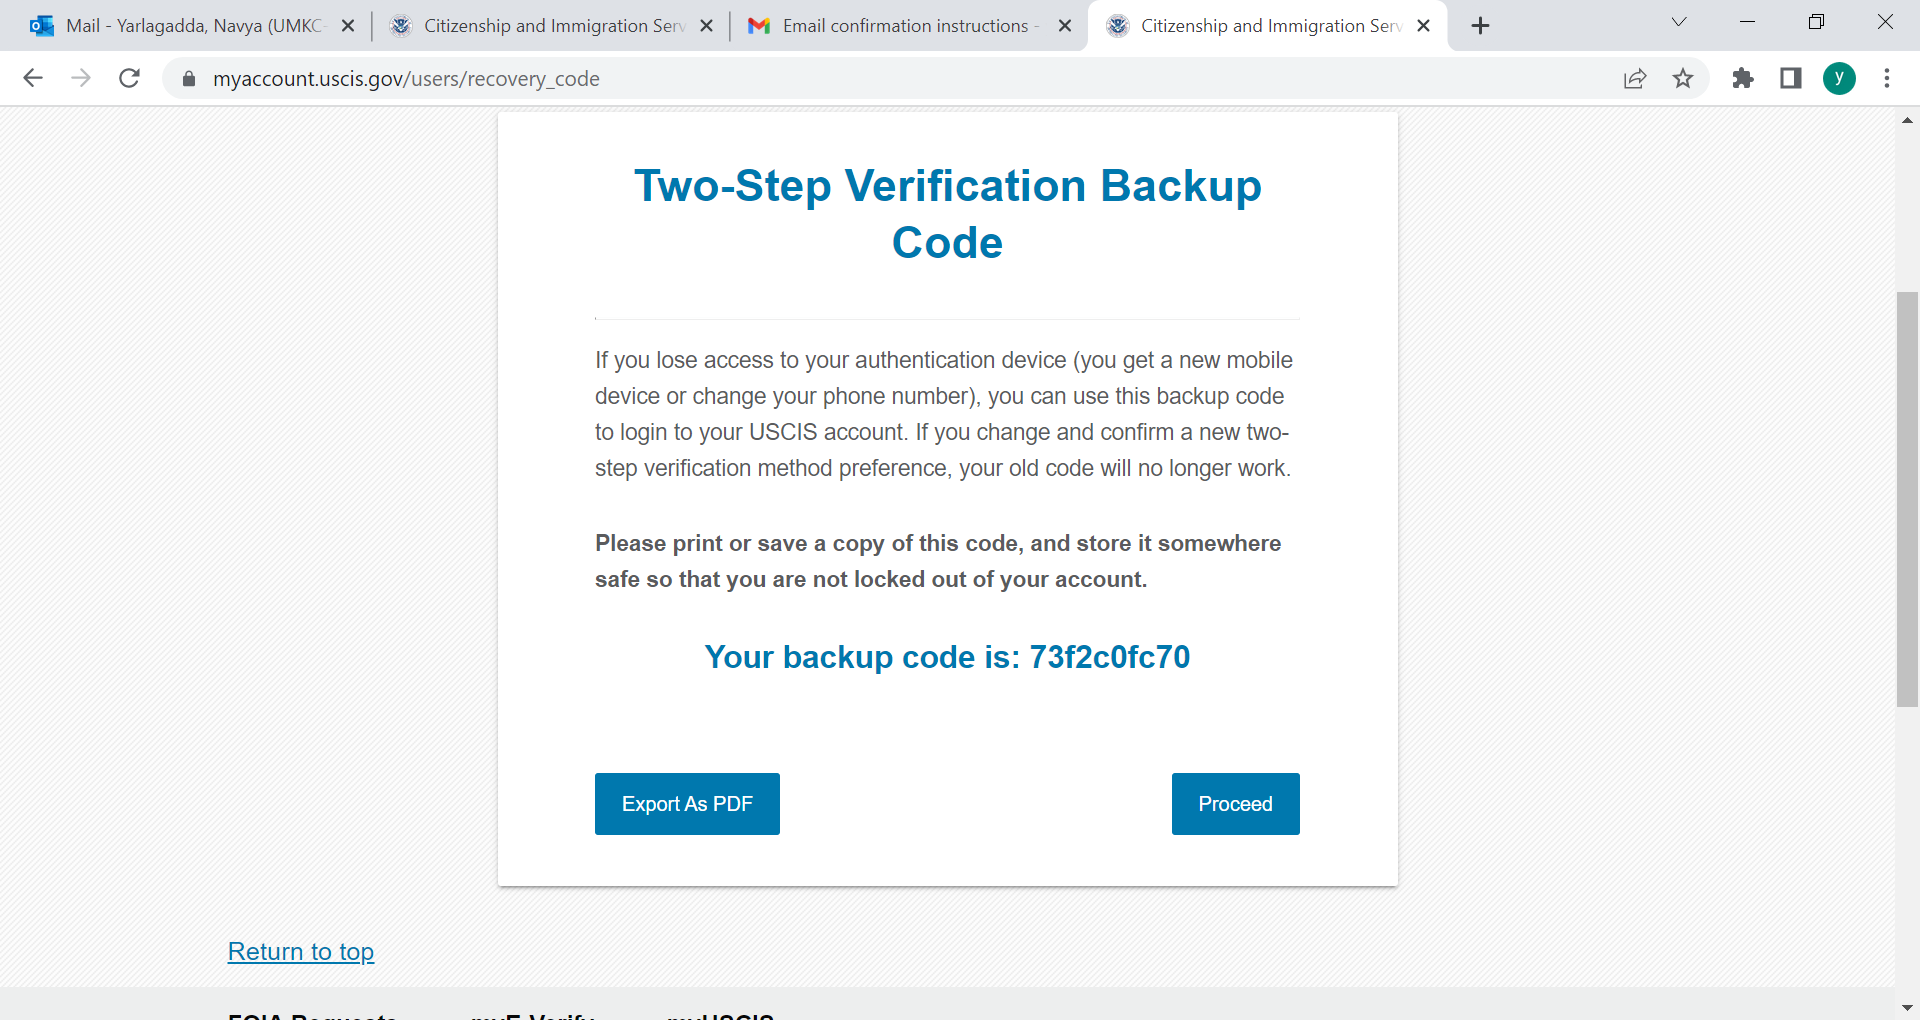 Mail - Yarlagadda, Navya (UMKC-
Citizenship and Immigration Serv
Email confirmation instructions -
Citizenship and Immigration Serv
myaccount.uscis.gov/users/recovery_code
y
Two-Step Verification Backup
Code
If you lose access to your authentication device (you get a new mobile
device or change your phone number), you can use this backup code
to login to your USCIS account. If you change and confirm a new two-
step verification method preference, your old code will no longer work.
Please print or save a copy of this code, and store it somewhere
safe so that you are not locked out of your account.
Your backup code is: 73f2c0fc70
Export As PDF
Proceed
Return to top
FOIA Requests
myE-Verify
myUSCIS